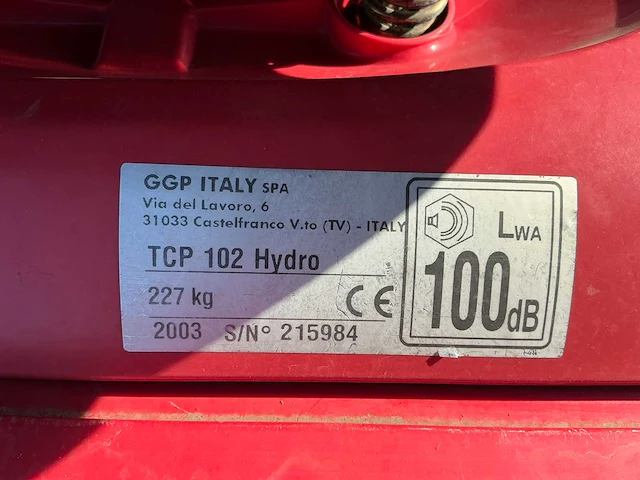 GGP ITALY SPA
Via del Lavoro, 6
31033 Castelfranco V.to (TV) - ITALY
TCP 102 Hydro
227 kg
CE
2003 S/N° 215984
LWA
100dB